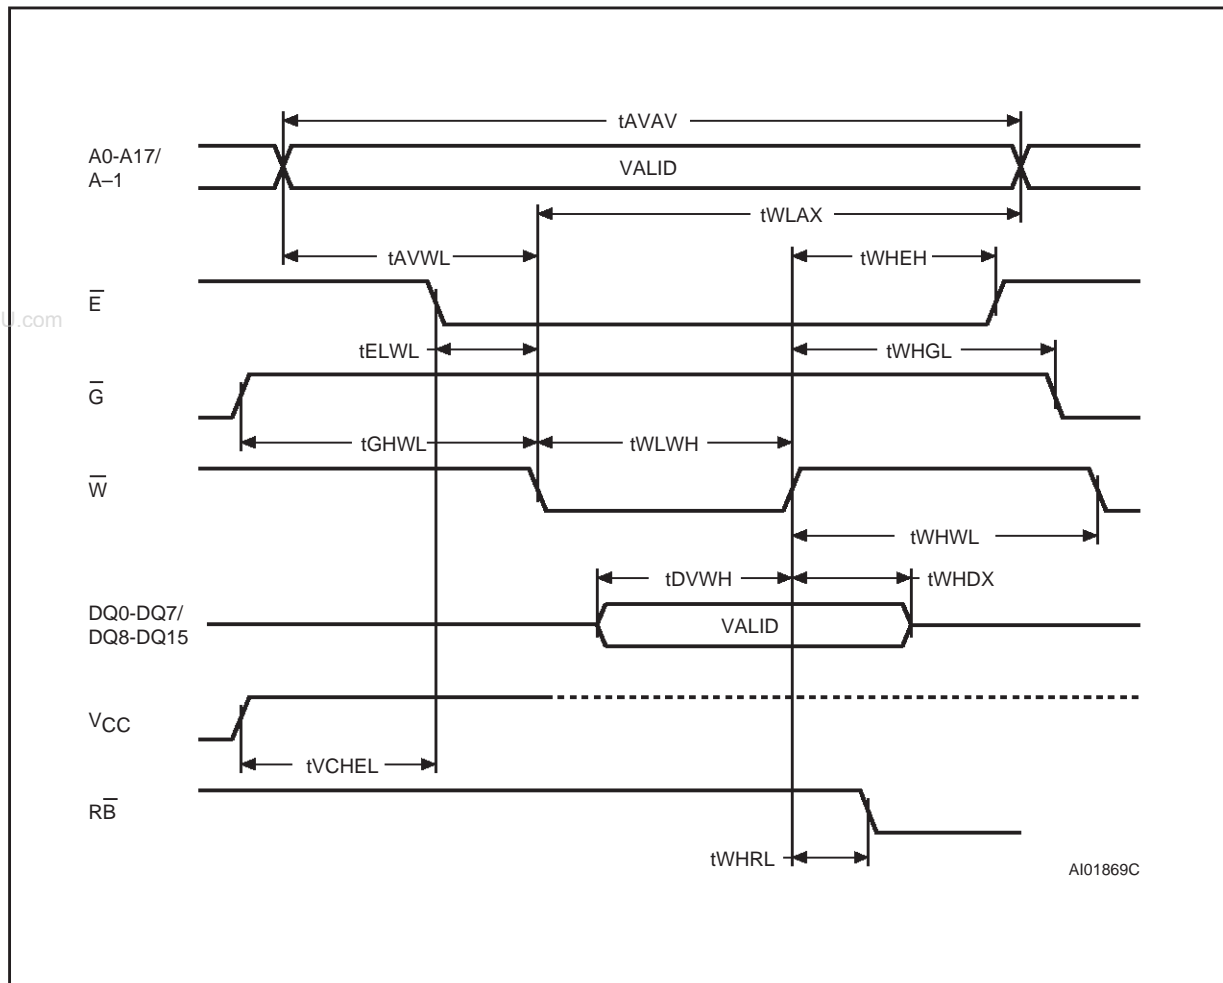 tAVAV
A0-A17/
A–1
VALID
tWLAX
tAVWL
tWHEH
E̅
U.com
tELWL
tWHGL
G̅
tGHWL
tWLWH
W̅
tWHWL
tDVWH
tWHDX
DQ0-DQ7/
DQ8-DQ15
VALID
VCC
tVCHEL
RB̅
tWHRL
AI01869C